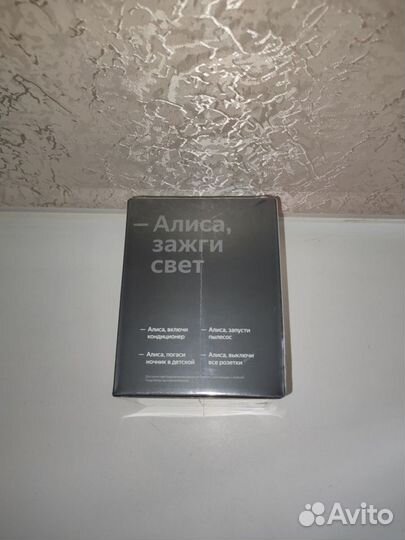 — Алиса,
зажги
свет
— Алиса, включи
кондиционер
— Алиса, запусти
пылесос
— Алиса, погаси
ночник в детской
— Алиса, выключи
все розетки
Avito